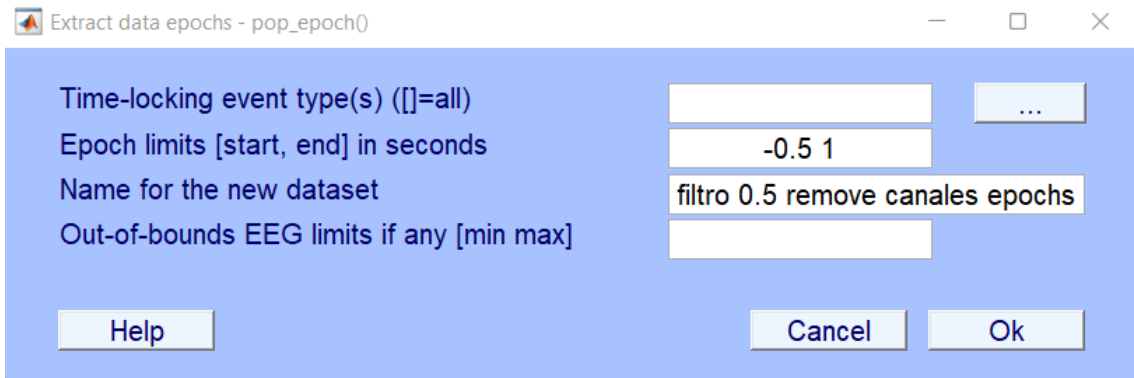 Extract data epochs - pop_epoch()
Time-locking event type(s) ([]=all)
...
Epoch limits [start, end] in seconds
-0.5 1
Name for the new dataset
filtro 0.5 remove canales epochs
Out-of-bounds EEG limits if any [min max]
Help
Cancel
Ok